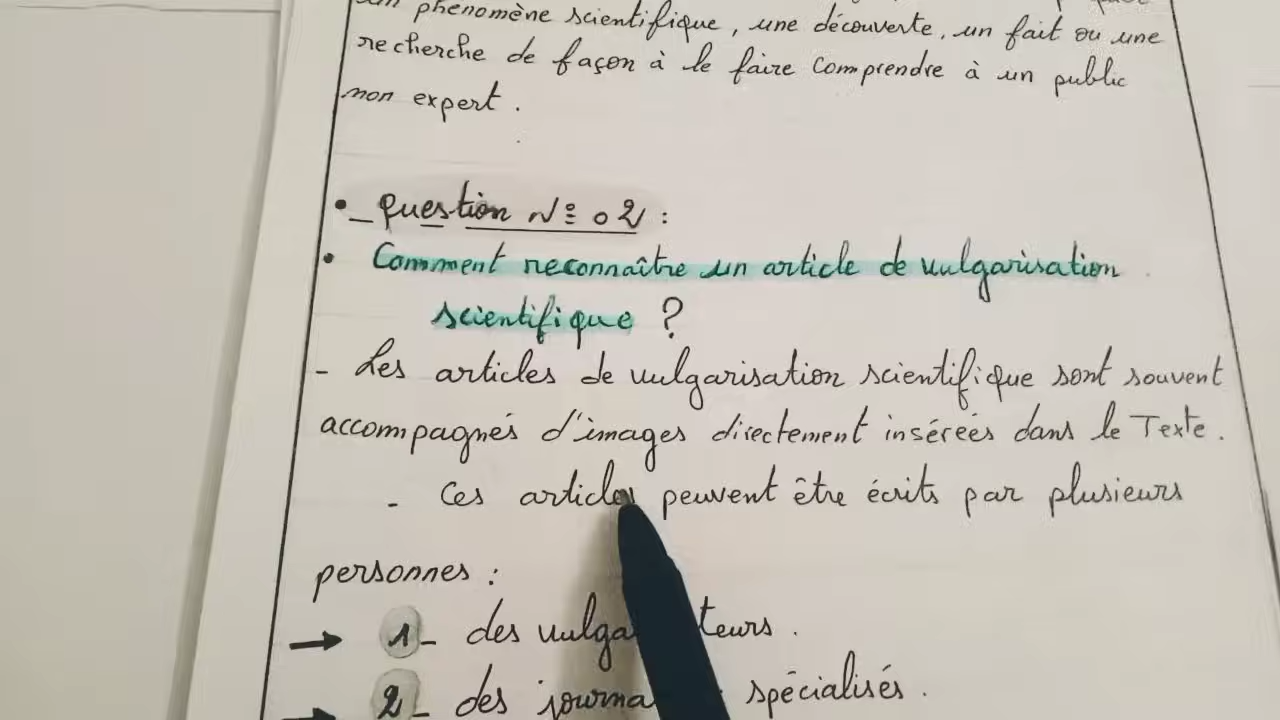 un phénomène scientifique, une découverte, un fait ou une
recherche de façon à le faire comprendre à un public
non expert.
•_ Question N° 02 :
• Comment reconnaître un article de vulgarisation
scientifique ?
- Les articles de vulgarisation scientifique sont souvent
accompagnés d'images directement insérées dans le Texte.
- Ces articles peuvent être écrits par plusieurs
personnes :
→ 1_ des
→ 2_ des spécialisés.